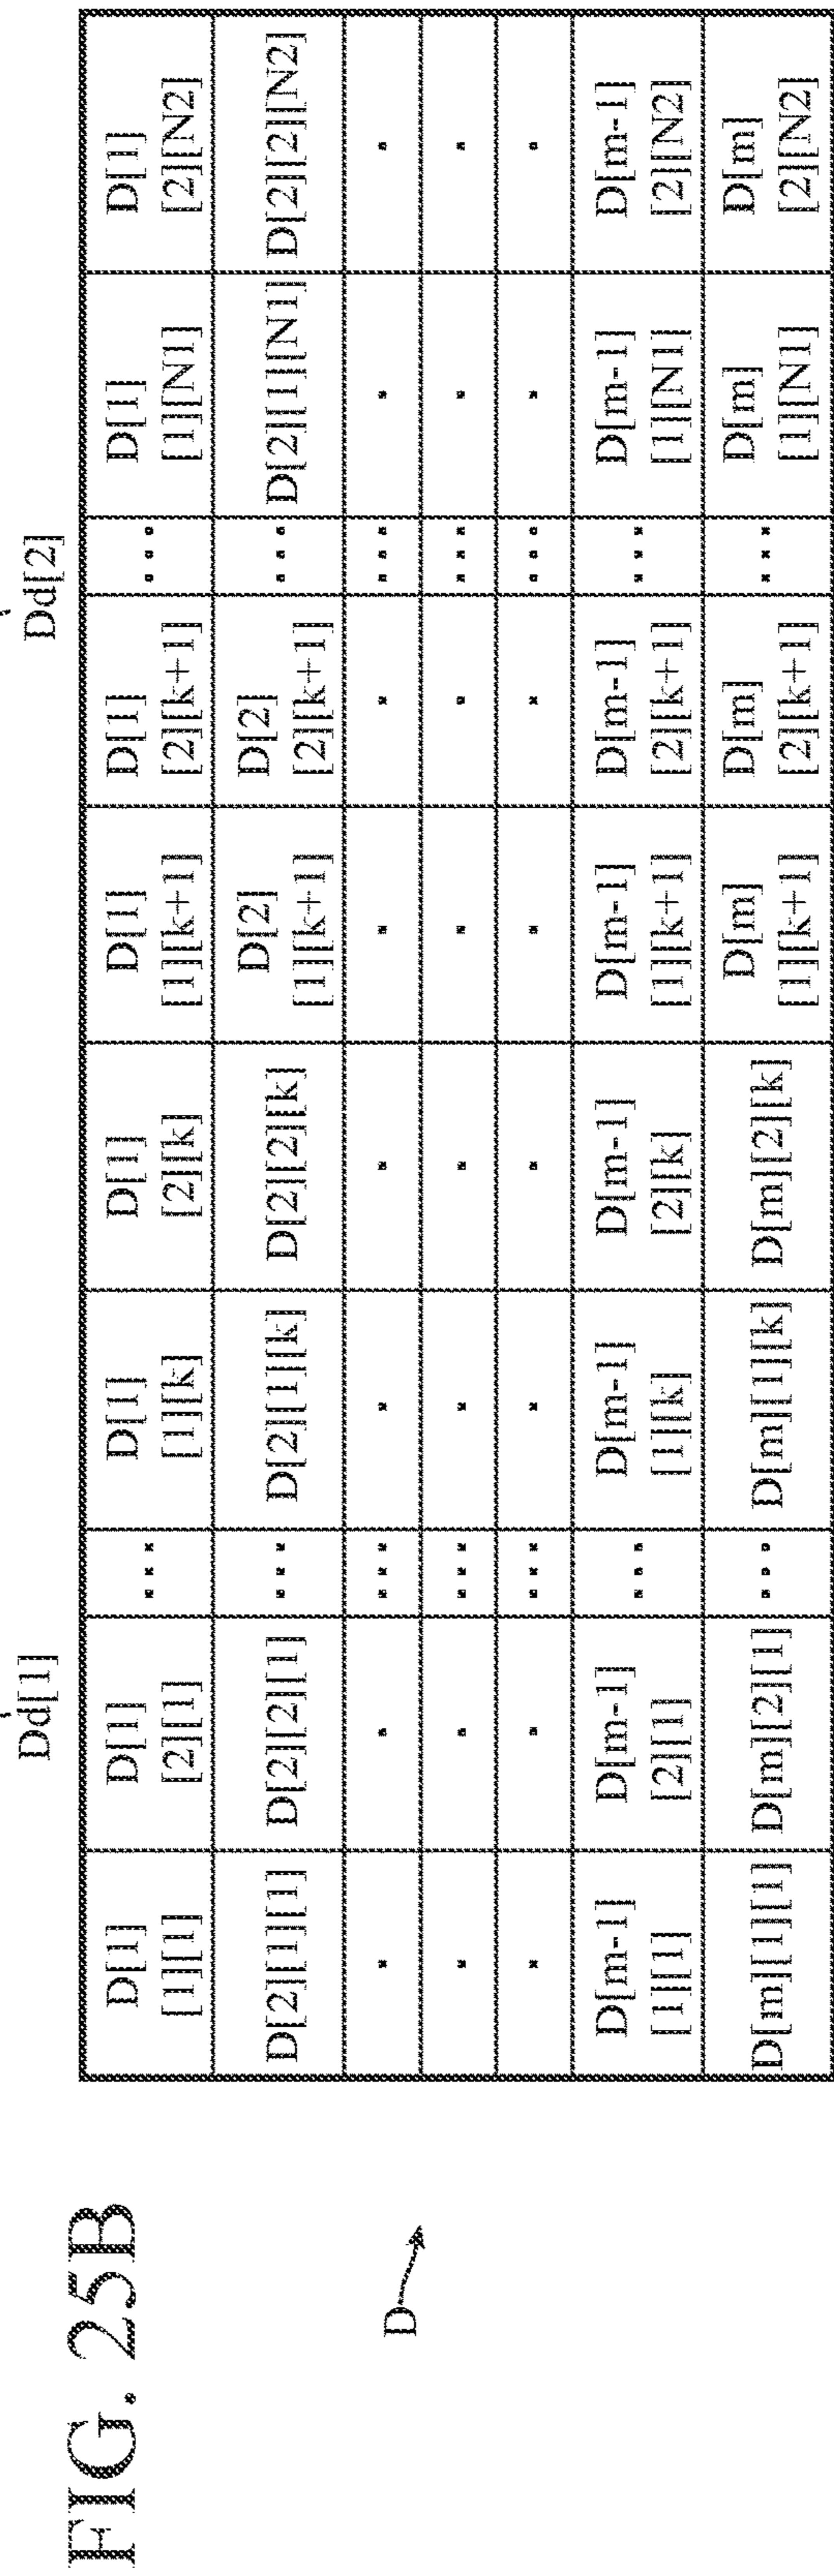 FIG. 25B
D
Dd[1]
Dd[2]
D[1]
[1][1]
D[1]
[2][1]
D[1]
[1][k]
D[1]
[2][k]
D[1]
[1][k+1]
D[1]
[2][k+1]
D[1]
[1][N1]
D[1]
[2][N2]
D[2][1][1]
D[2][2][1]
D[2][1][k]
D[2][2][k]
D[2]
[1][k+1]
D[2]
[2][k+1]
D[2][1][N1]
D[2][2][N2]
D[m-1]
[1][1]
D[m-1]
[2][1]
D[m-1]
[1][k]
D[m-1]
[2][k]
D[m-1]
[1][k+1]
D[m-1]
[2][k+1]
D[m-1]
[1][N1]
D[m-1]
[2][N2]
D[m][1][1]
D[m][2][1]
D[m][1][k]
D[m][2][k]
D[m]
[1][k+1]
D[m]
[2][k+1]
D[m]
[1][N1]
D[m]
[2][N2]